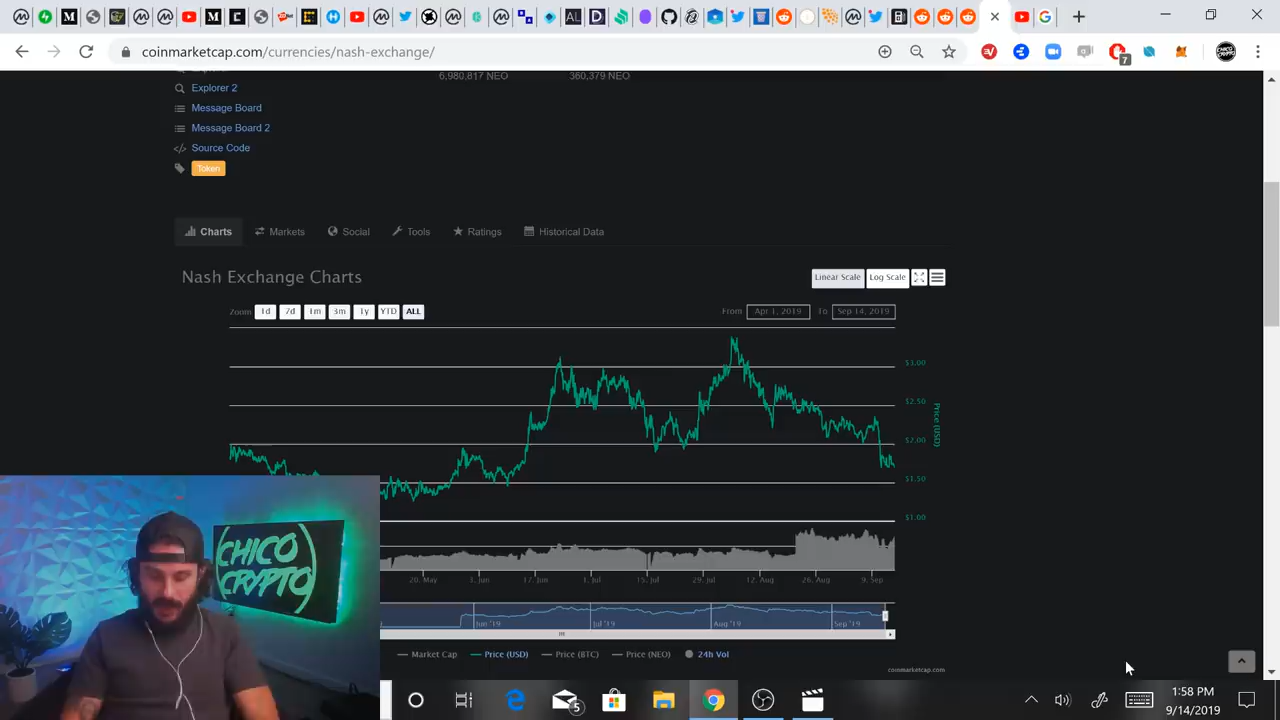 coinmarketcap.com/currencies/nash-exchange/
7
CHICO CRYPTO
6,980,817 NEO
360,379 NEO
Explorer 2
Message Board
Message Board 2
Source Code
Token
Charts
Markets
Social
Tools
Ratings
Historical Data
Nash Exchange Charts
Linear Scale
Log Scale
Zoom 1d 7d 1m 3m 1y YTD ALL
From Apr 1, 2019 To Sep 14, 2019
$3.00
$2.50
$2.00
$1.50
$1.00
Price (USD)
20. May 3. Jun 17. Jun 1. Jul 15. Jul 29. Jul 12. Aug 26. Aug 9. Sep
Jun '19 Jul '19 Aug '19 Sep '19
Market Cap Price (USD) Price (BTC) Price (NEO) 24h Vol
coinmarketcap.com
CHICO
CRYPTO
5
1:58 PM
9/14/2019